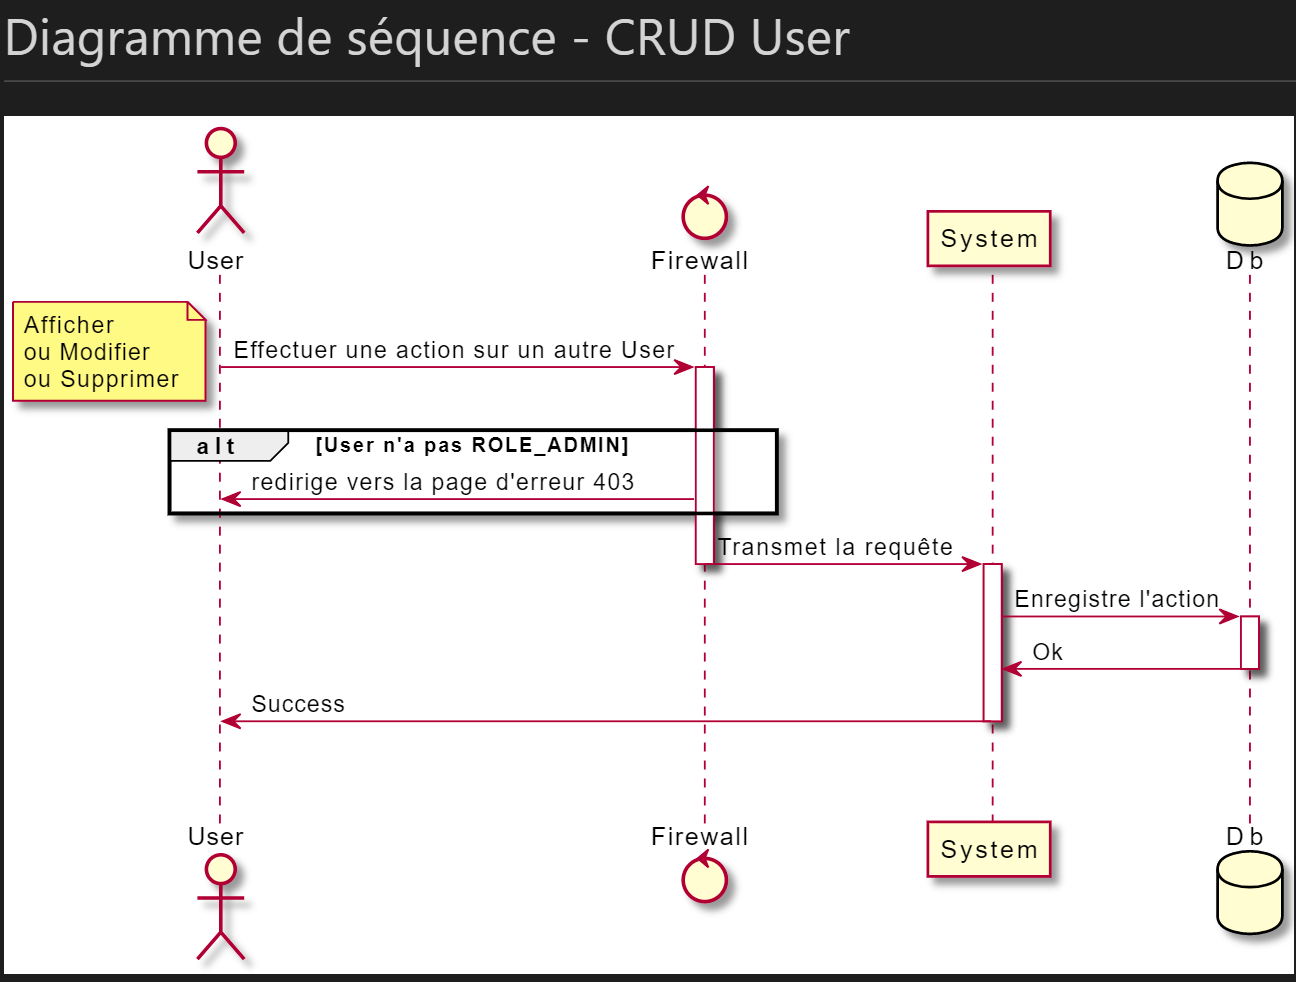 Diagramme de séquence - CRUD User
User
Firewall
System
Db
Afficher
ou Modifier
ou Supprimer
Effectuer une action sur un autre User
alt
[User n'a pas ROLE_ADMIN]
redirige vers la page d'erreur 403
Transmet la requête
Enregistre l'action
Ok
Success
User
Firewall
System
Db